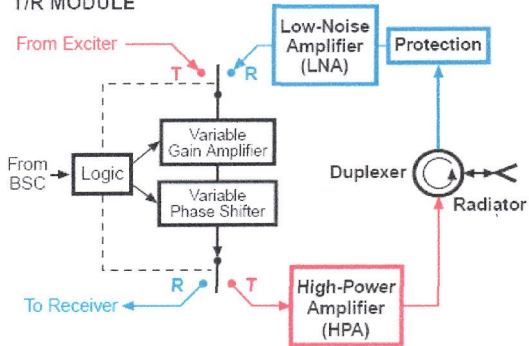 T/R MODULE
From Exciter
T
R
Low-Noise
Amplifier
(LNA)
Protection
Variable
Gain Amplifier
From
BSC
Logic
Variable
Phase Shifter
Duplexer
Radiator
R
T
To Receiver
High-Power
Amplifier
(HPA)